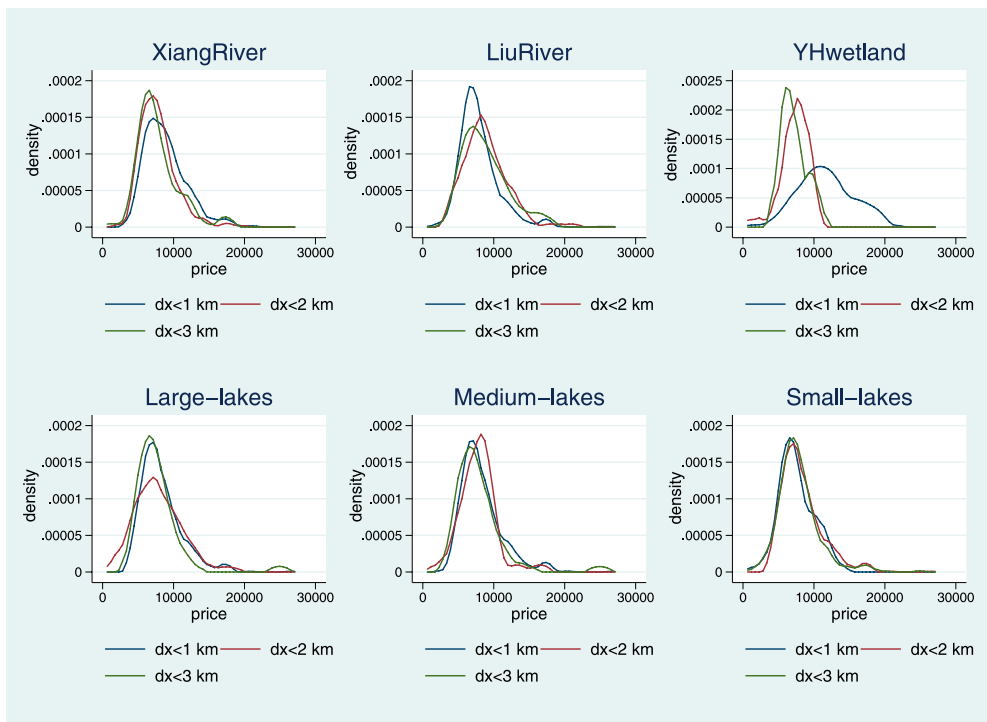 XiangRiver
.0002
.00015
.0001
.00005
0
density
0 10000 20000 30000
price
dx<1 km dx<2 km
dx<3 km
LiuRiver
.0002
.00015
.0001
.00005
0
density
0 10000 20000 30000
price
dx<1 km dx<2 km
dx<3 km
YHwetland
.00025
.0002
.00015
.0001
.00005
0
density
0 10000 20000 30000
price
dx<1 km dx<2 km
dx<3 km
Large−lakes
.0002
.00015
.0001
.00005
0
density
0 10000 20000 30000
price
dx<1 km dx<2 km
dx<3 km
Medium−lakes
.0002
.00015
.0001
.00005
0
density
0 10000 20000 30000
price
dx<1 km dx<2 km
dx<3 km
Small−lakes
.0002
.00015
.0001
.00005
0
density
0 10000 20000 30000
price
dx<1 km dx<2 km
dx<3 km